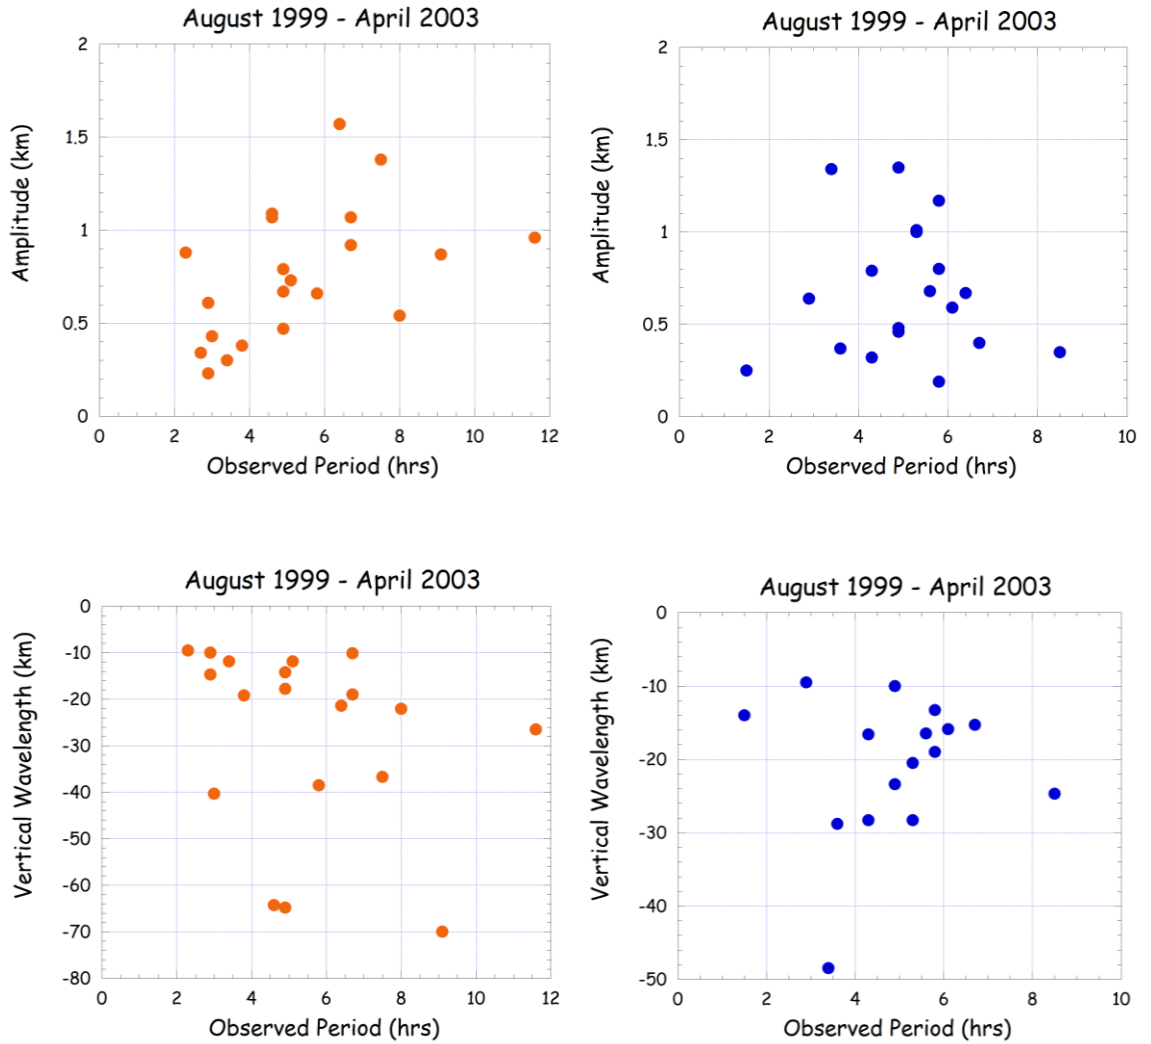 August 1999 - April 2003
2
1.5
1
0.5
0
Amplitude (km)
0 2 4 6 8 10 12
Observed Period (hrs)
August 1999 - April 2003
2
1.5
1
0.5
0
Amplitude (km)
0 2 4 6 8 10
Observed Period (hrs)
August 1999 - April 2003
0
-10
-20
-30
-40
-50
-60
-70
-80
Vertical Wavelength (km)
0 2 4 6 8 10 12
Observed Period (hrs)
August 1999 - April 2003
0
-10
-20
-30
-40
-50
Vertical Wavelength (km)
0 2 4 6 8 10
Observed Period (hrs)